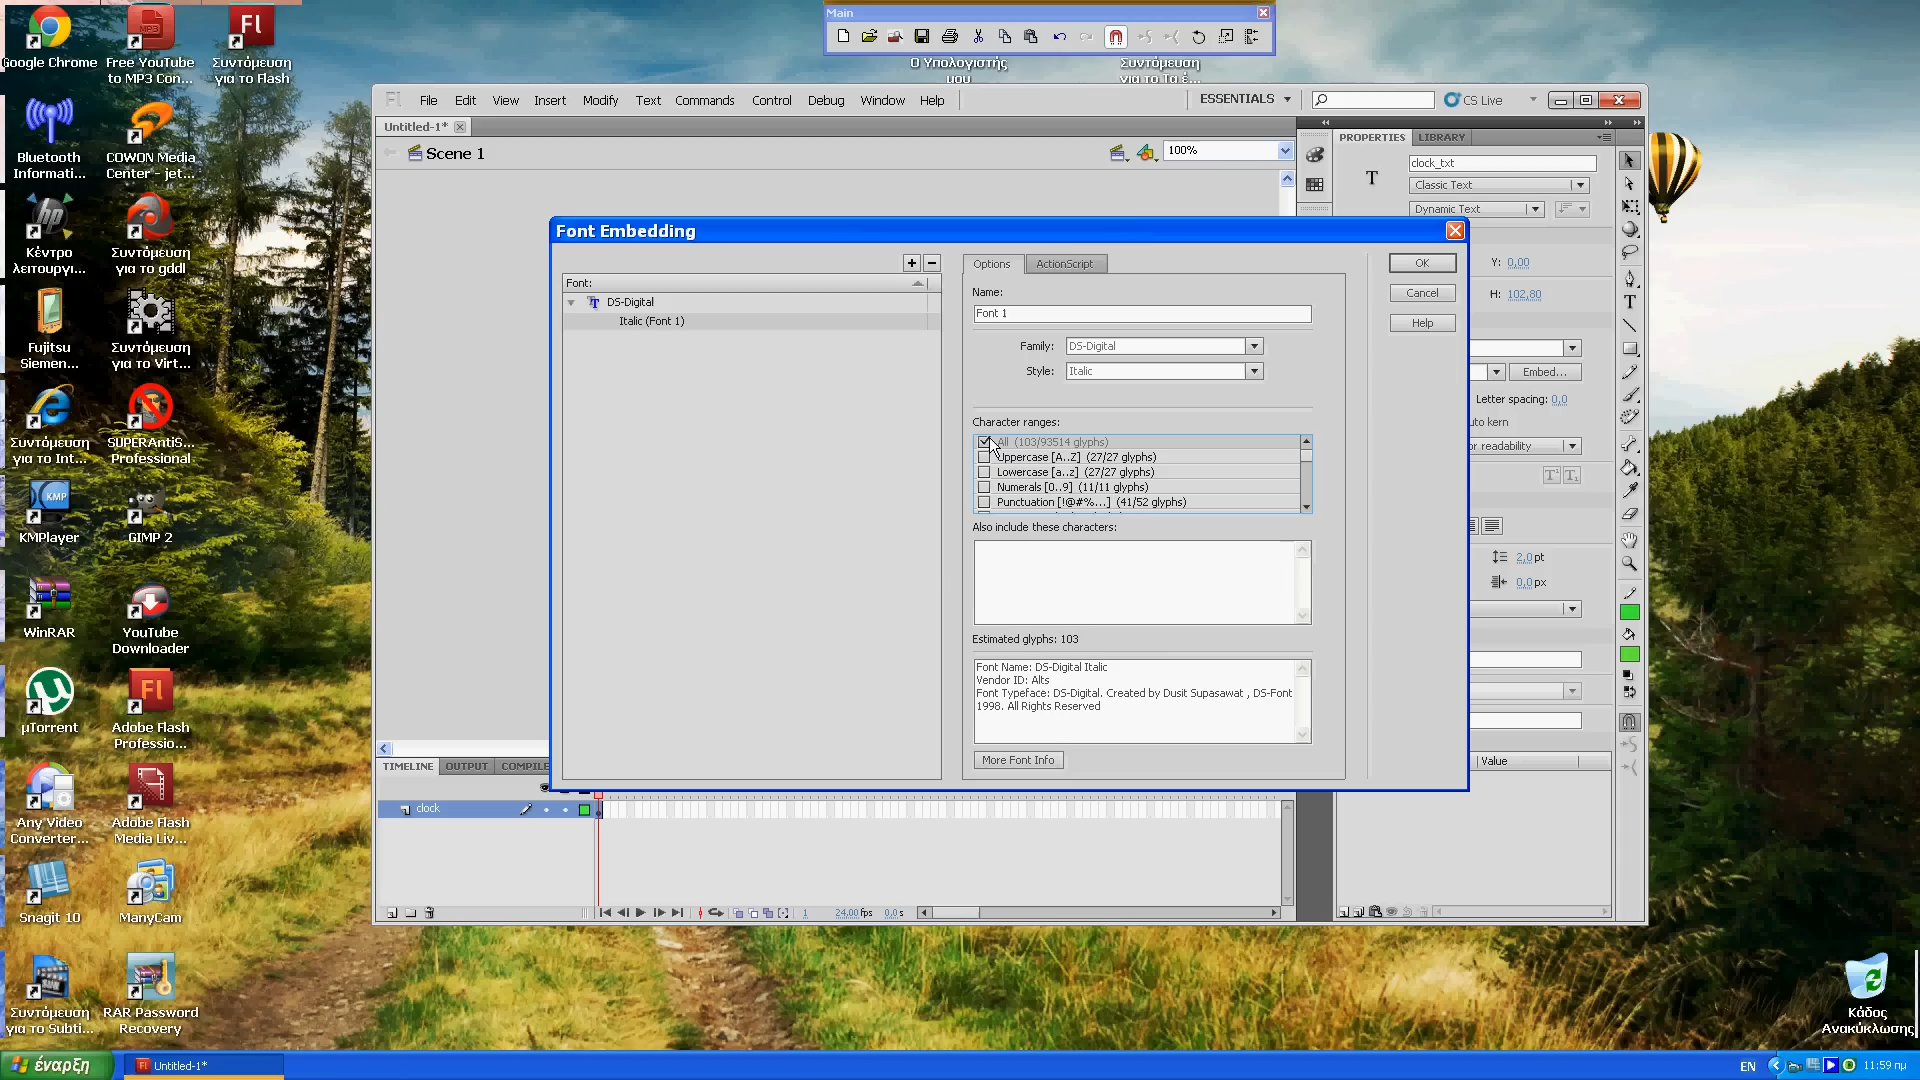 Main
Google Chrome
Free YouTube
to MP3 Con...
Συντόμευση
για το Flash
Ο Υπολογιστής
μου
Συντόμευση
για το Τα έ...
File Edit View Insert Modify Text Commands Control Debug Window Help
ESSENTIALS
CS Live
Untitled-1*
Scene 1
100%
PROPERTIES
LIBRARY
clock_txt
Classic Text
Dynamic Text
Y: 0,00
H: 102,80
Embed...
Letter spacing: 0,0
uto kern
or readability
2,0 pt
0,0 px
Value
Font Embedding
Font:
DS-Digital
Italic (Font 1)
Options
ActionScript
Name:
Font 1
Family: DS-Digital
Style: Italic
Character ranges:
All (103/93514 glyphs)
Uppercase [A..Z] (27/27 glyphs)
Lowercase [a..z] (27/27 glyphs)
Numerals [0..9] (11/11 glyphs)
Punctuation [!@#%...] (41/52 glyphs)
Also include these characters:
Estimated glyphs: 103
Font Name: DS-Digital Italic
Vendor ID: Alts
Font Typeface: DS-Digital. Created by Dusit Supasawat , DS-Font
1998. All Rights Reserved
More Font Info
OK
Cancel
Help
TIMELINE
OUTPUT
COMPILE
clock
1
24,00 fps
0,0 s
Bluetooth
Informati...
COWON Media
Center - jet...
Κέντρο
λειτουργι...
Συντόμευση
για το gddl
Fujitsu
Siemen...
Συντόμευση
για το Virt...
Συντόμευση
για το Int...
SUPERAntiS...
Professional
KMPlayer
GIMP 2
WinRAR
YouTube
Downloader
µTorrent
Adobe Flash
Professio...
Any Video
Converter...
Adobe Flash
Media Liv...
Snagit 10
ManyCam
Συντόμευση
για το Subti...
RAR Password
Recovery
Κάδος
Ανακύκλωσης
έναρξη
Untitled-1*
EN
11:59 πμ